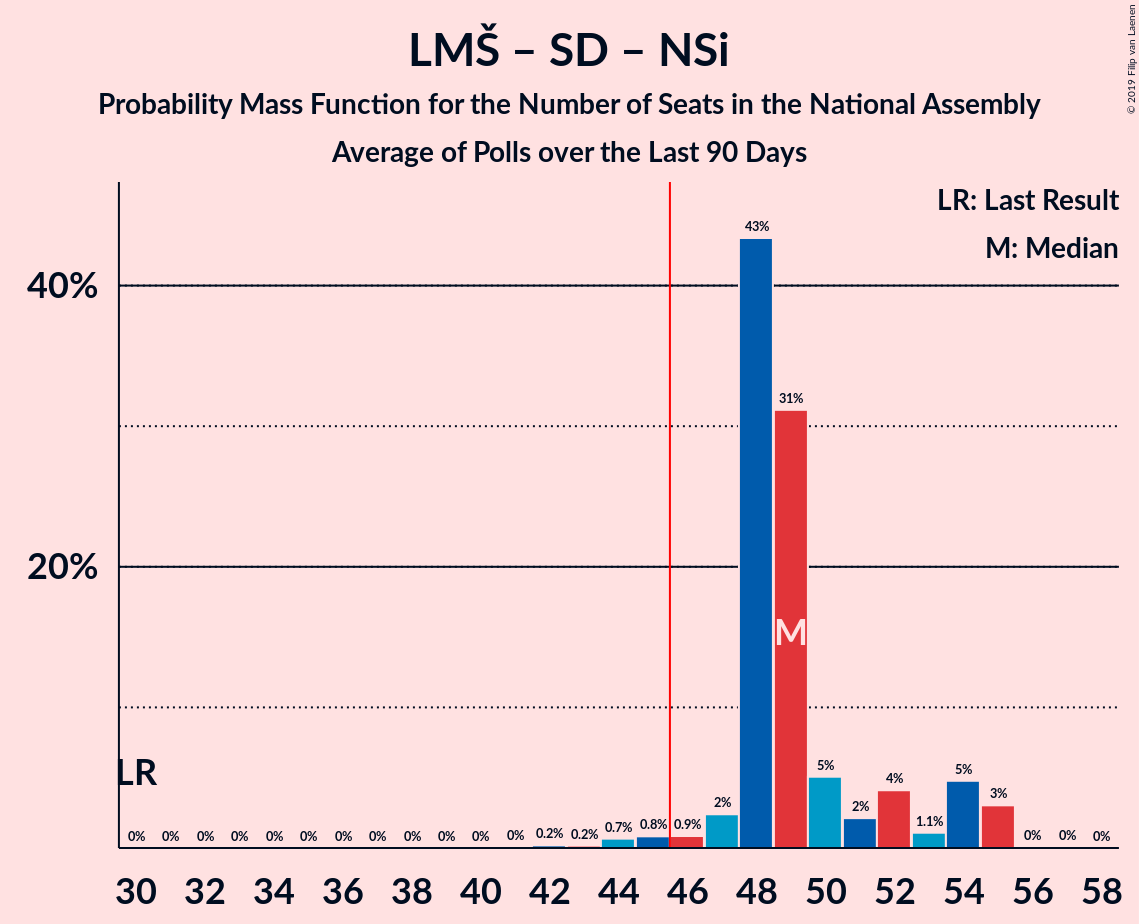 LMŠ – SD – NSi
Probability Mass Function for the Number of Seats in the National Assembly
Average of Polls over the Last 90 Days
© 2019 Filip van Laenen
LR: Last Result
M: Median
43%
40%
31%
20%
M
LR
0% 0% 0% 0% 0% 0% 0% 0% 0% 0% 0% 0% 0.2% 0.2% 0.7% 0.8% 0.9% 2% 5% 2% 4% 1.1% 5% 3% 0% 0% 0%
30 32 34 36 38 40 42 44 46 48 50 52 54 56 58